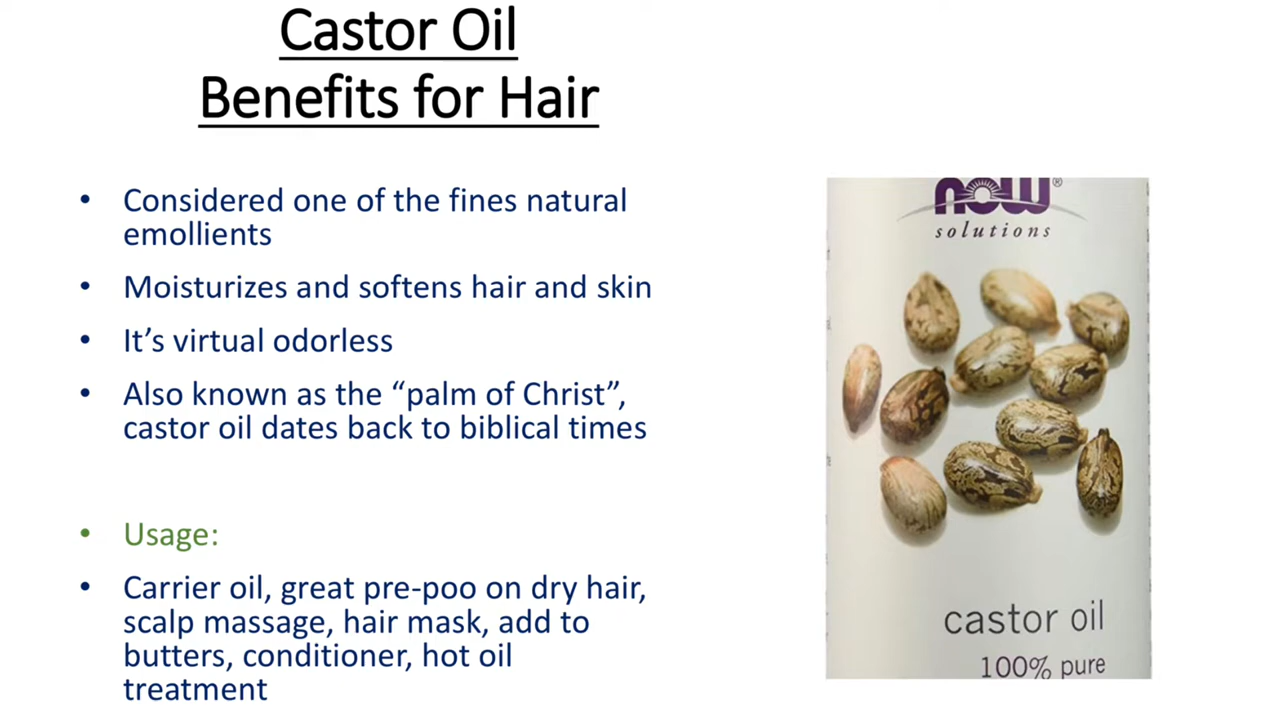 Castor Oil
Benefits for Hair
• Considered one of the fines natural
emollients
• Moisturizes and softens hair and skin
• It’s virtual odorless
• Also known as the “palm of Christ”,
castor oil dates back to biblical times
• Usage:
• Carrier oil, great pre-poo on dry hair,
scalp massage, hair mask, add to
butters, conditioner, hot oil
treatment
now®
solutions
castor oil
100% pure